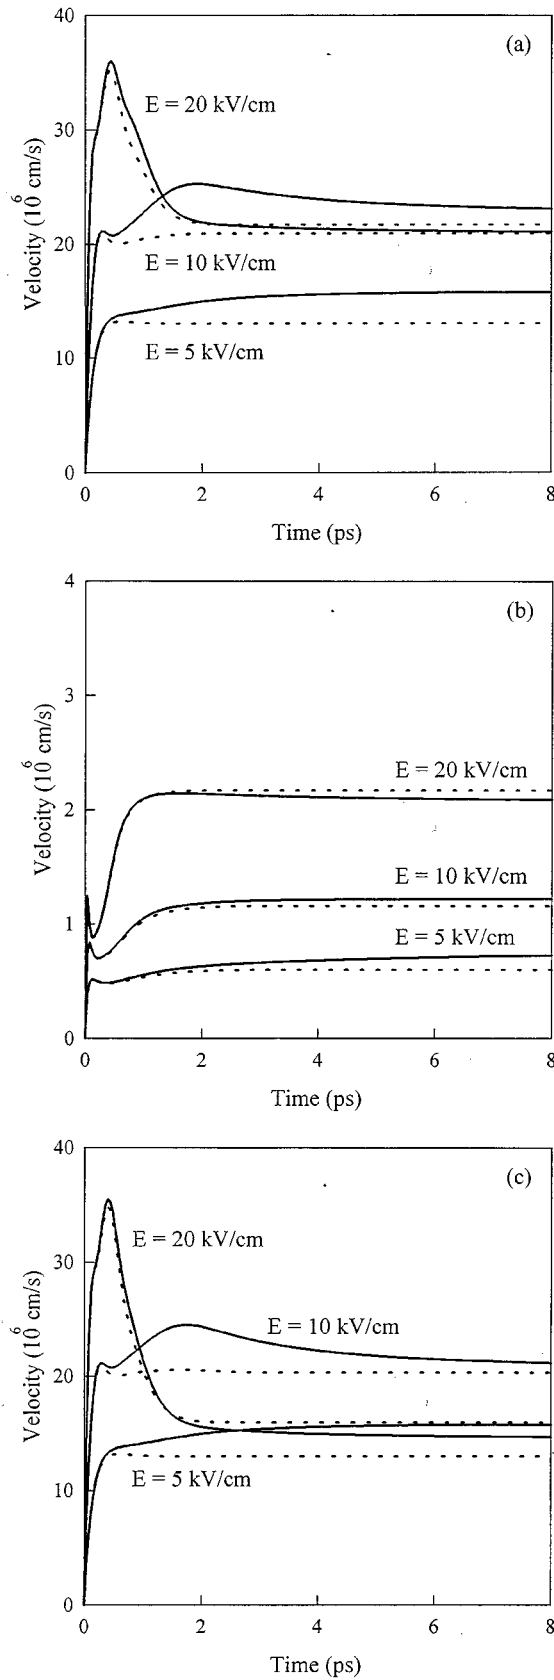 40
(a)
E = 20 kV/cm
30
Velocity (10^6 cm/s)
20
E = 10 kV/cm
E = 5 kV/cm
10
0
0 2 4 6 8
Time (ps)
4
(b)
3
Velocity (10^6 cm/s)
E = 20 kV/cm
2
E = 10 kV/cm
1
E = 5 kV/cm
0
0 2 4 6 8
Time (ps)
40
(c)
E = 20 kV/cm
30
Velocity (10^6 cm/s)
E = 10 kV/cm
20
E = 5 kV/cm
10
0
0 2 4 6 8
Time (ps)